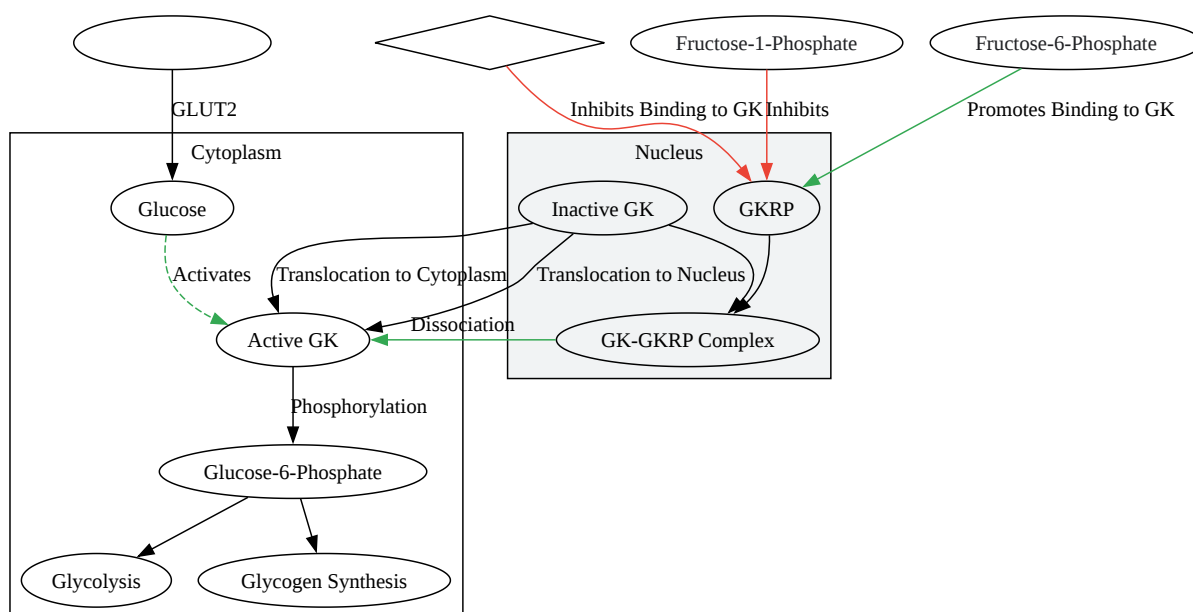 Fructose-1-Phosphate
Fructose-6-Phosphate
GLUT2
Inhibits Binding to GK
Inhibits
Promotes Binding to GK
Cytoplasm
Nucleus
Glucose
Inactive GK
GKRP
Activates
Translocation to Cytoplasm
Translocation to Nucleus
Dissociation
Active GK
GK-GKRP Complex
Phosphorylation
Glucose-6-Phosphate
Glycolysis
Glycogen Synthesis